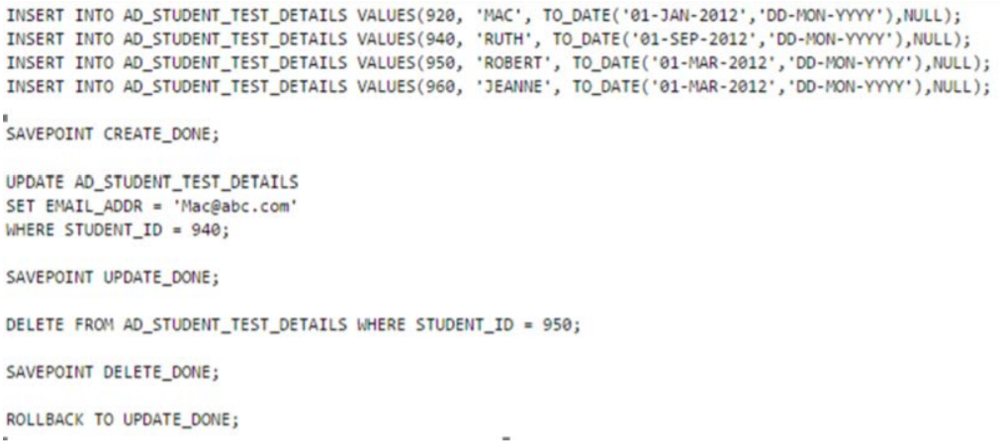 INSERT INTO AD_STUDENT_TEST_DETAILS VALUES(920, 'MAC', TO_DATE('01-JAN-2012','DD-MON-YYYY'),NULL);
INSERT INTO AD_STUDENT_TEST_DETAILS VALUES(940, 'RUTH', TO_DATE('01-SEP-2012','DD-MON-YYYY'),NULL);
INSERT INTO AD_STUDENT_TEST_DETAILS VALUES(950, 'ROBERT', TO_DATE('01-MAR-2012','DD-MON-YYYY'),NULL);
INSERT INTO AD_STUDENT_TEST_DETAILS VALUES(960, 'JEANNE', TO_DATE('01-MAR-2012','DD-MON-YYYY'),NULL);
SAVEPOINT CREATE_DONE;
UPDATE AD_STUDENT_TEST_DETAILS
SET EMAIL_ADDR = 'Mac@abc.com'
WHERE STUDENT_ID = 940;
SAVEPOINT UPDATE_DONE;
DELETE FROM AD_STUDENT_TEST_DETAILS WHERE STUDENT_ID = 950;
SAVEPOINT DELETE_DONE;
ROLLBACK TO UPDATE_DONE;